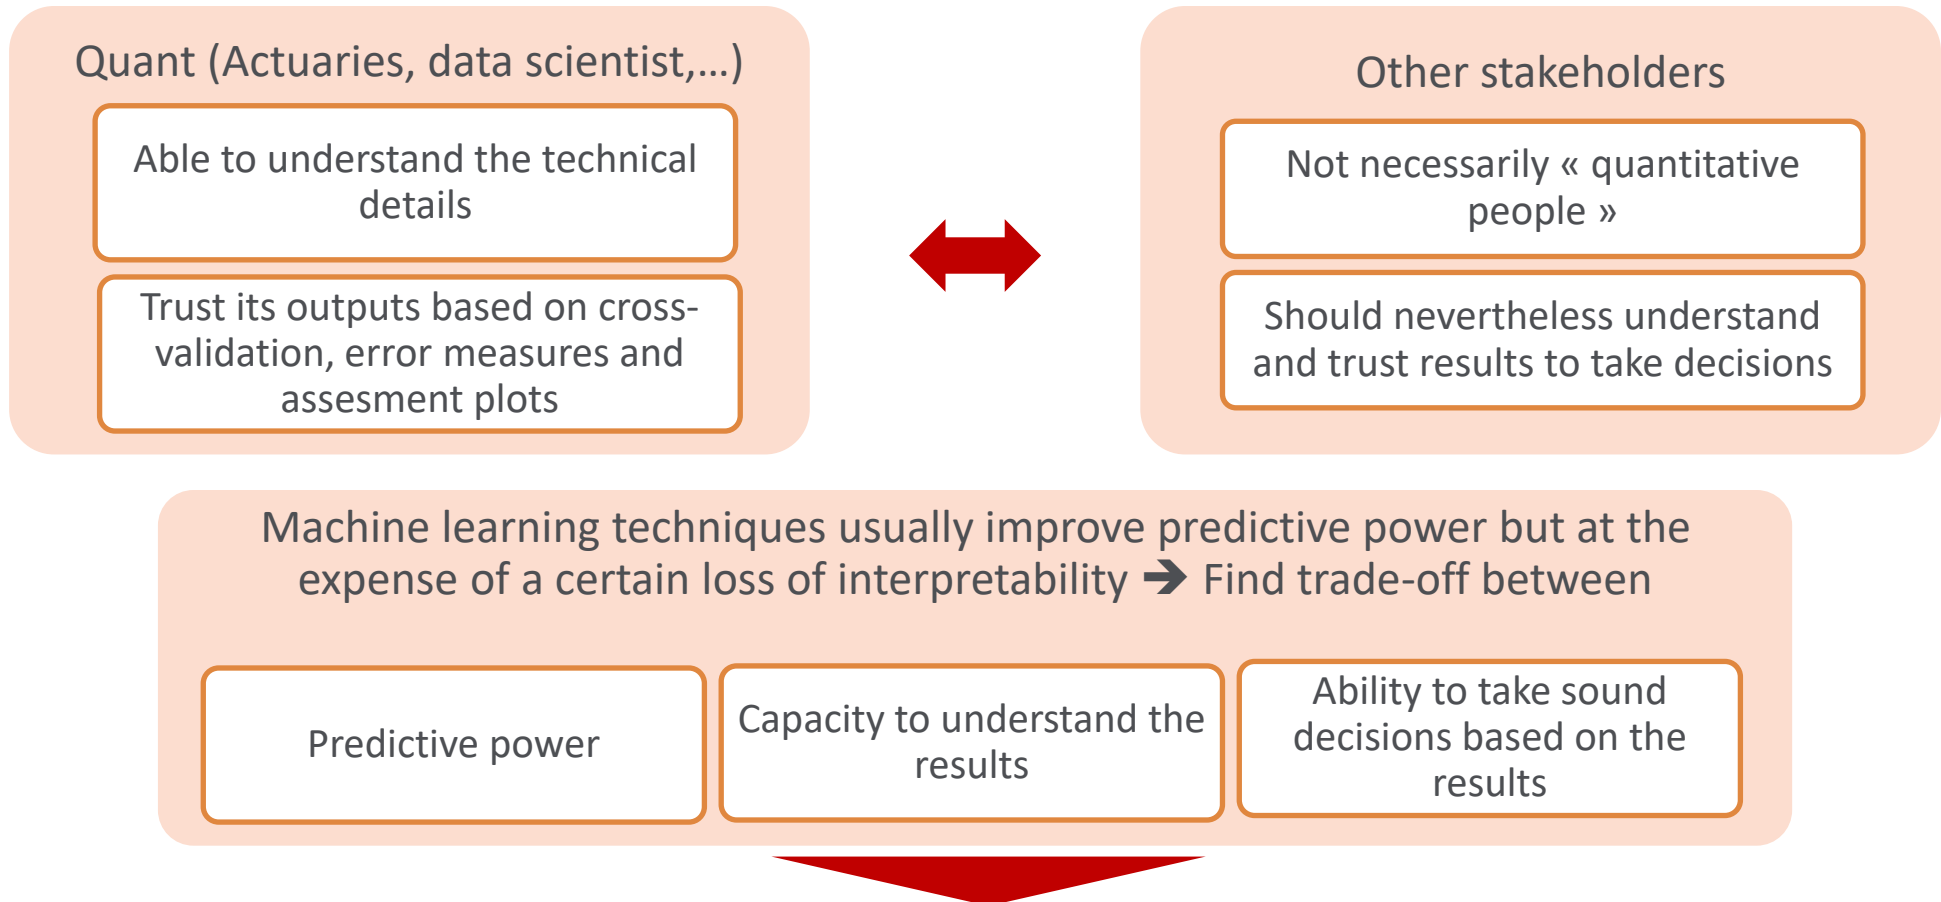 Quant (Actuaries, data scientist,...)
Able to understand the technical
details
Trust its outputs based on cross-
validation, error measures and
assesment plots
Other stakeholders
Not necessarily « quantitative
people »
Should nevertheless understand
and trust results to take decisions
Machine learning techniques usually improve predictive power but at the
expense of a certain loss of interpretability ➔ Find trade-off between
Predictive power
Capacity to understand the
results
Ability to take sound
decisions based on the
results